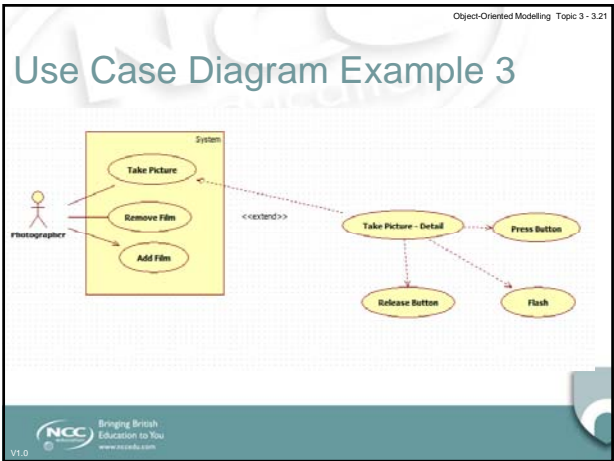 Object-Oriented Modelling Topic 3 - 3.21
Use Case Diagram Example 3
System
Take Picture
Remove Film
Add Film
Photographer
<<extend>>
Take Picture - Detail
Press Button
Release Button
Flash
NCC
education
Bringing British
Education to You
www.nccedu.com
V1.0